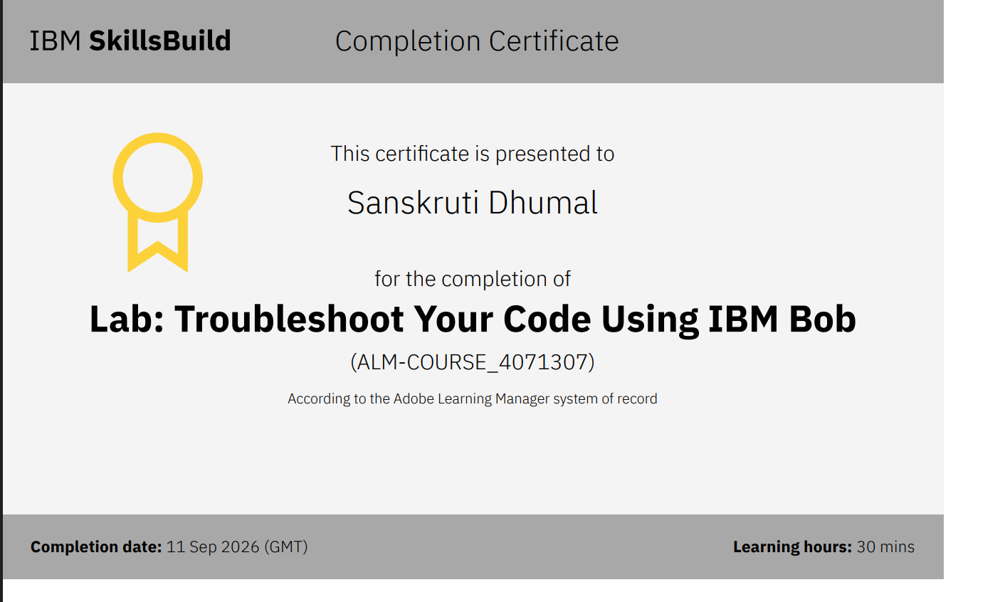 IBM SkillsBuild
Completion Certificate
This certificate is presented to
Sanskruti Dhumal
for the completion of
Lab: Troubleshoot Your Code Using IBM Bob
(ALM-COURSE_4071307)
According to the Adobe Learning Manager system of record
Completion date: 11 Sep 2026 (GMT)
Learning hours: 30 mins